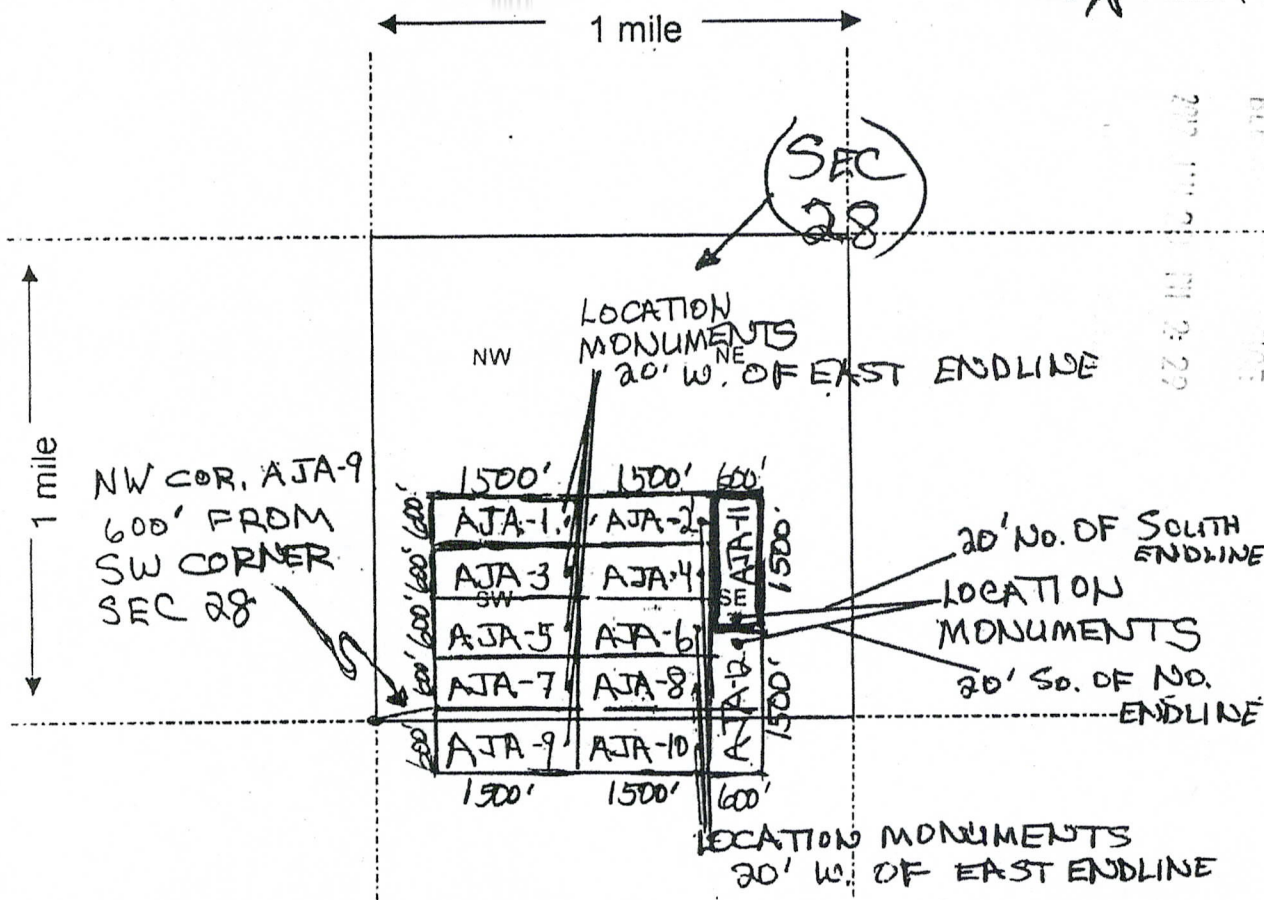 1 mile
(SEC
28)
1 mile
LOCATION
MONUMENTS
20' W. OF EAST ENDLINE
NW
NE
NW COR. AJA-9
600' FROM
SW CORNER
SEC 28
1500'
1500'
600'
600'
AJA-1
AJA-2
AJA-11
1500'
600'
AJA-3
AJA-4
SW
SE
600'
AJA-5
AJA-6
600'
AJA-7
AJA-8
AJA-12
1500'
600'
AJA-9
AJA-10
1500'
1500'
600'
20' NO. OF SOUTH
ENDLINE
LOCATION
MONUMENTS
20' SO. OF NO.
ENDLINE
LOCATION MONUMENTS
20' W. OF EAST ENDLINE